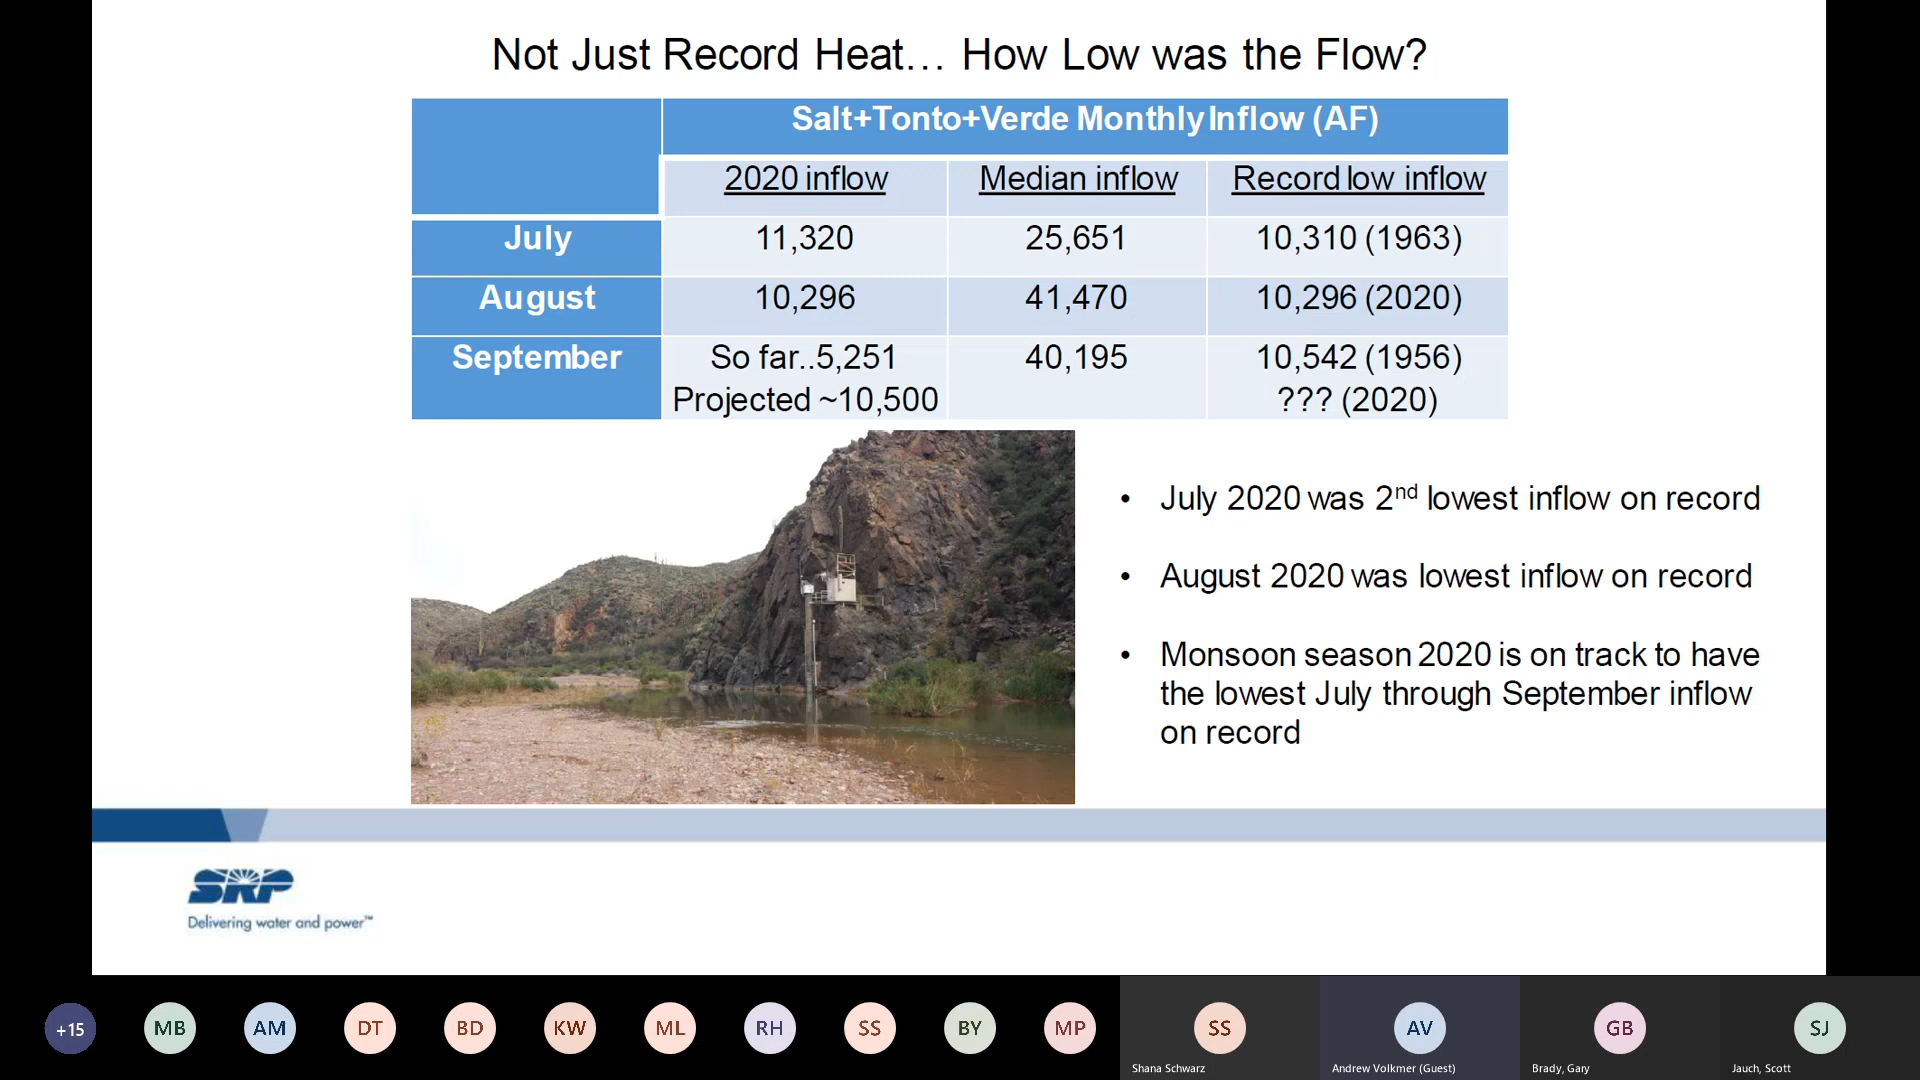 Not Just Record Heat… How Low was the Flow?
Salt+Tonto+Verde Monthly Inflow (AF)
2020 inflow Median inflow Record low inflow
July 11,320 25,651 10,310 (1963)
August 10,296 41,470 10,296 (2020)
September So far..5,251 40,195 10,542 (1956)
Projected ~10,500 ??? (2020)
• July 2020 was 2nd lowest inflow on record
• August 2020 was lowest inflow on record
• Monsoon season 2020 is on track to have
the lowest July through September inflow
on record
SRP
Delivering water and power™
+15 MB AM DT BD KW ML RH SS BY MP SS AV GB SJ
Shana Schwarz Andrew Volkmer (Guest) Brady, Gary Jauch, Scott